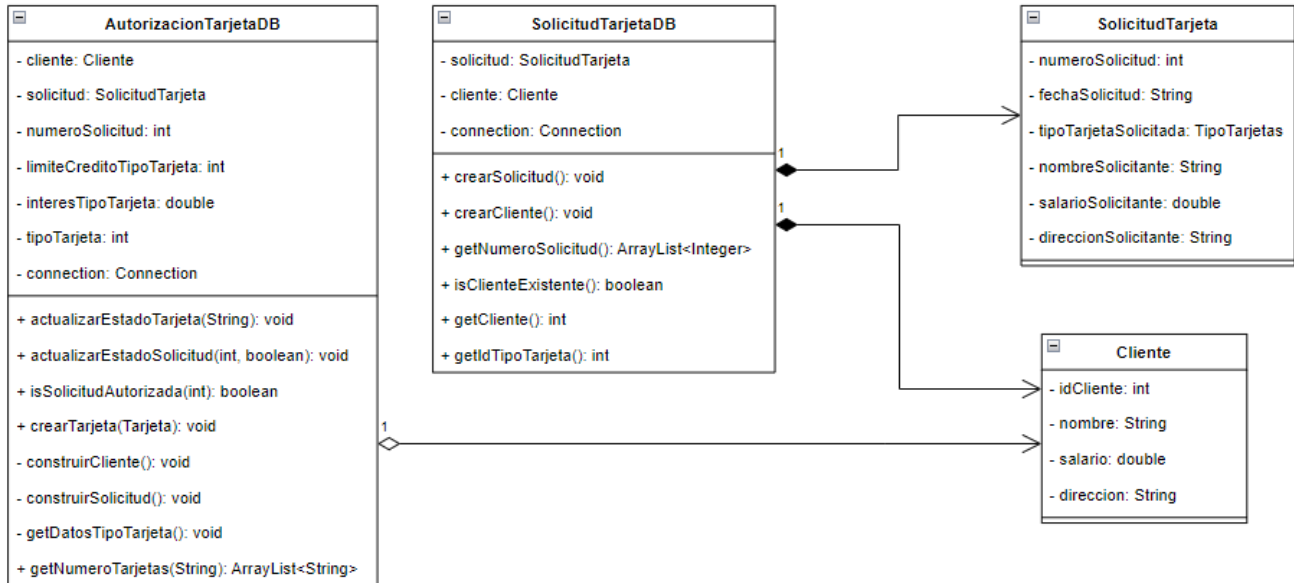 AutorizacionTarjetaDB
- cliente: Cliente
- solicitud: SolicitudTarjeta
- numeroSolicitud: int
- limiteCreditoTipoTarjeta: int
- interesTipoTarjeta: double
- tipoTarjeta: int
- connection: Connection
+ actualizarEstadoTarjeta(String): void
+ actualizarEstadoSolicitud(int, boolean): void
+ isSolicitudAutorizada(int): boolean
+ crearTarjeta(Tarjeta): void
- construirCliente(): void
- construirSolicitud(): void
- getDatosTipoTarjeta(): void
+ getNumeroTarjetas(String): ArrayList<String>
1
SolicitudTarjetaDB
- solicitud: SolicitudTarjeta
- cliente: Cliente
- connection: Connection
+ crearSolicitud(): void
+ crearCliente(): void
+ getNumeroSolicitud(): ArrayList<Integer>
+ isClienteExistente(): boolean
+ getCliente(): int
+ getIdTipoTarjeta(): int
1
1
SolicitudTarjeta
- numeroSolicitud: int
- fechaSolicitud: String
- tipoTarjetaSolicitada: TipoTarjetas
- nombreSolicitante: String
- salarioSolicitante: double
- direccionSolicitante: String
Cliente
- idCliente: int
- nombre: String
- salario: double
- direccion: String